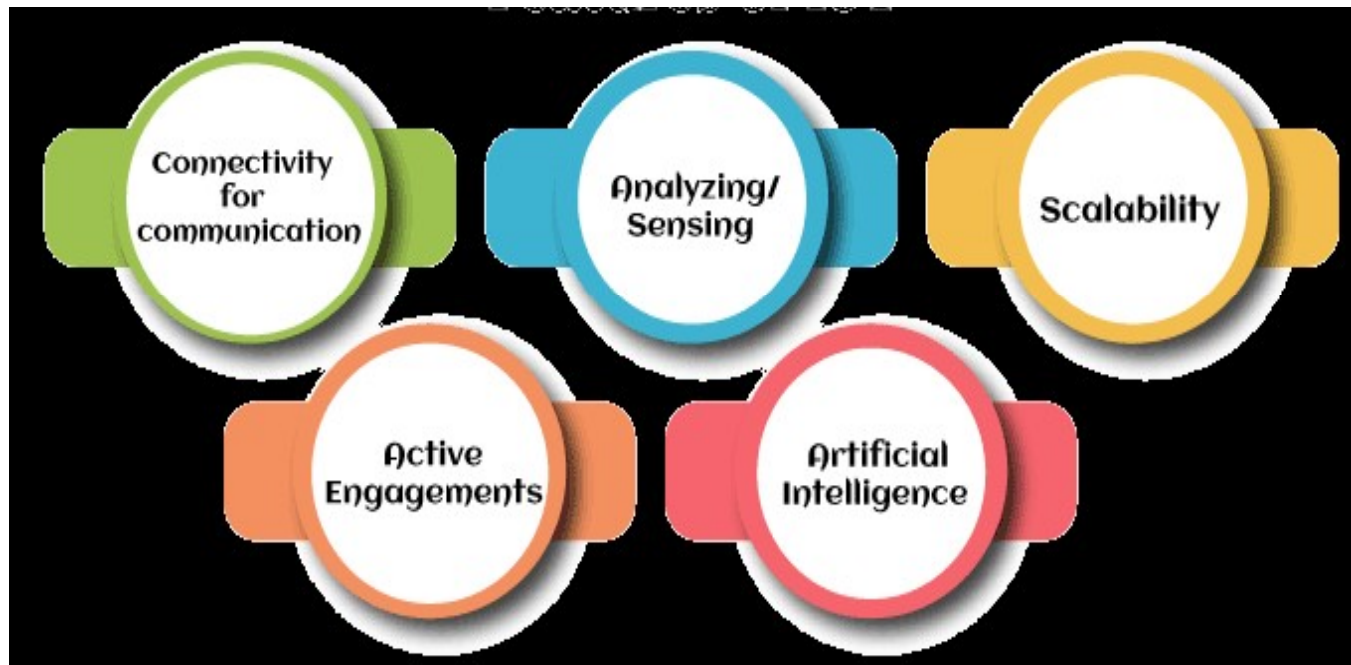 Connectivity
for
communication
Analyzing/
Sensing
Scalability
Active
Engagements
Artificial
Intelligence